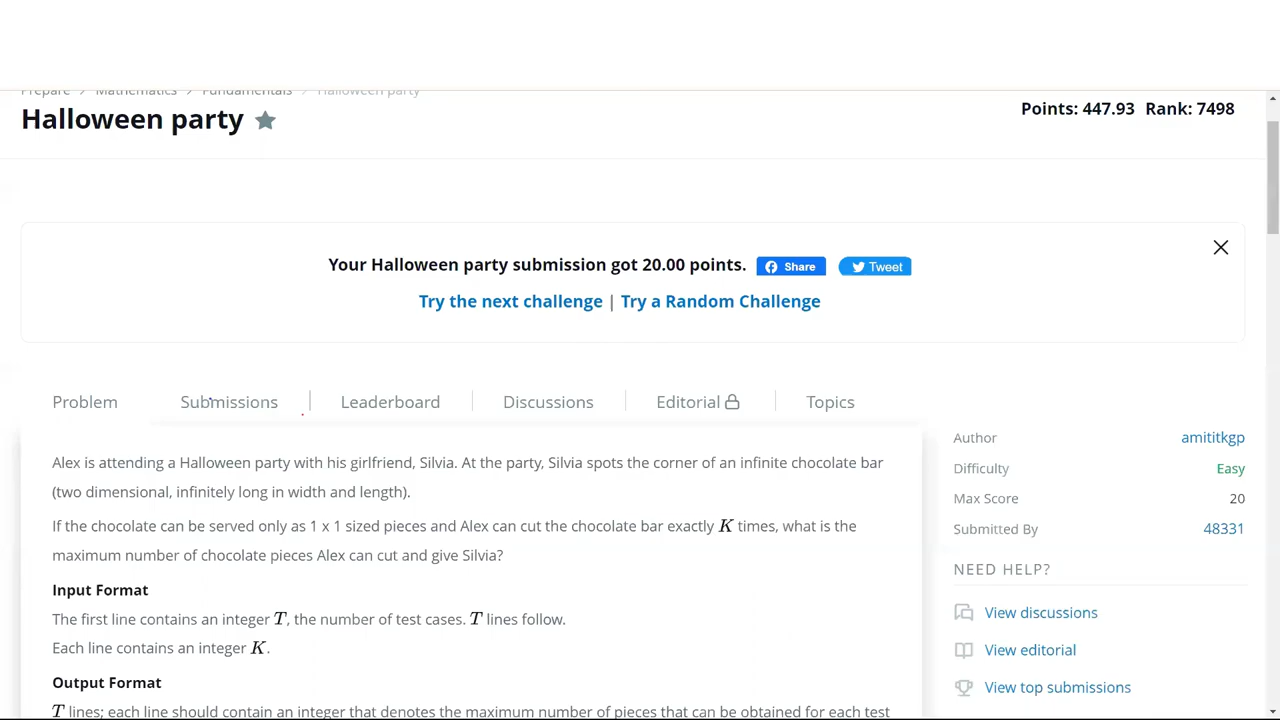 Prepare > Mathematics > Fundamentals > Halloween party
Halloween party
Points: 447.93 Rank: 7498
Your Halloween party submission got 20.00 points. Share Tweet
Try the next challenge | Try a Random Challenge
Problem Submissions Leaderboard Discussions Editorial Topics
Alex is attending a Halloween party with his girlfriend, Silvia. At the party, Silvia spots the corner of an infinite chocolate bar
(two dimensional, infinitely long in width and length).
If the chocolate can be served only as 1 x 1 sized pieces and Alex can cut the chocolate bar exactly K times, what is the
maximum number of chocolate pieces Alex can cut and give Silvia?
Input Format
The first line contains an integer T, the number of test cases. T lines follow.
Each line contains an integer K.
Output Format
T lines; each line should contain an integer that denotes the maximum number of pieces that can be obtained for each test
Author amititkgp
Difficulty Easy
Max Score 20
Submitted By 48331
NEED HELP?
View discussions
View editorial
View top submissions